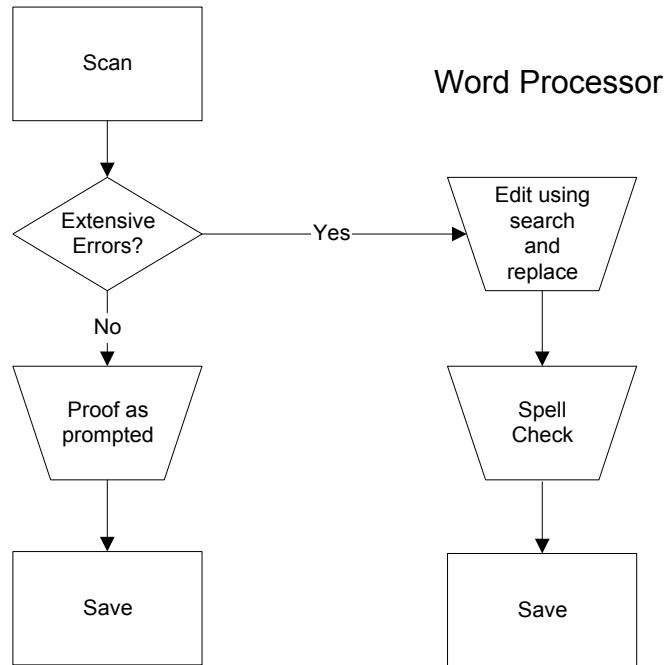 Scan
Word Processor
Extensive
Errors?
Yes
Edit using
search
and
replace
No
Proof as
prompted
Spell
Check
Save
Save